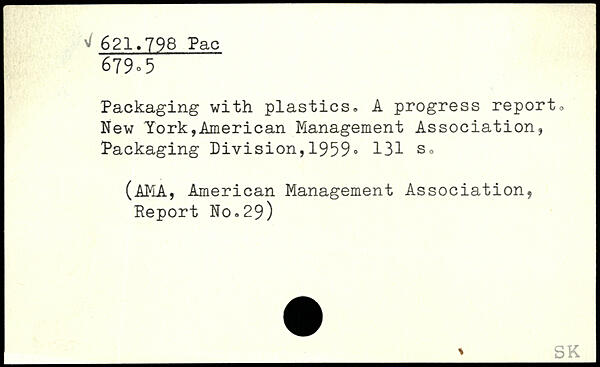 ✓ 621.798 Pac
679.5
Packaging with plastics. A progress report.
New York,American Management Association,
Packaging Division,1959. 131 s.
(AMA, American Management Association,
Report No.29)
SK